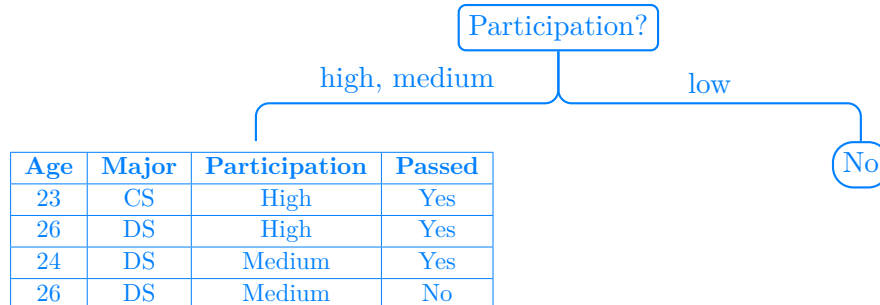 Participation?
high, medium
low
No
Age Major Participation Passed
23 CS High Yes
26 DS High Yes
24 DS Medium Yes
26 DS Medium No